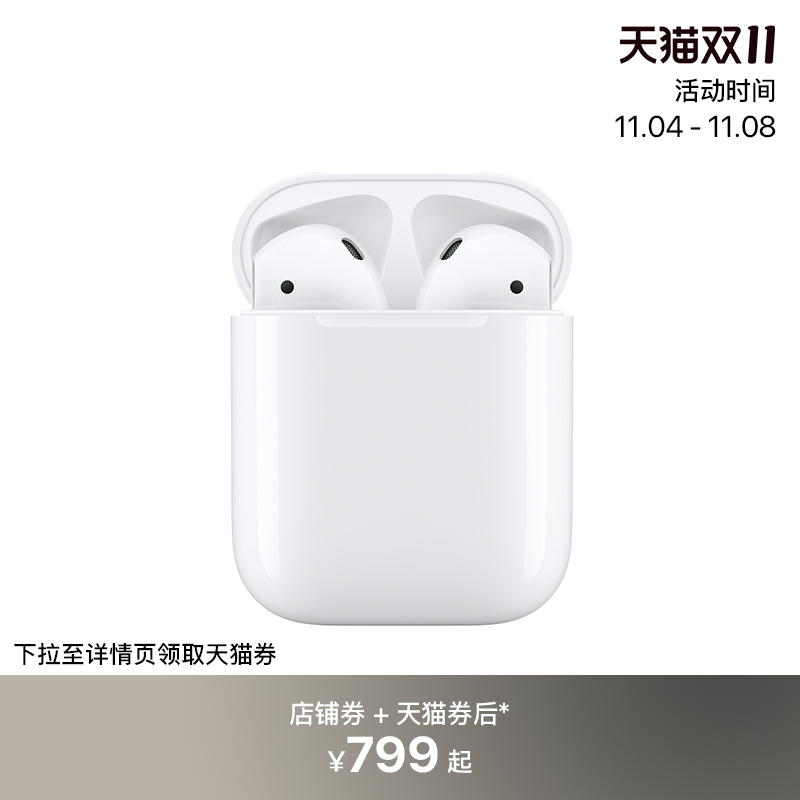 天猫双11
活动时间
11.04 - 11.08
下拉至详情页领取天猫券
店铺券 + 天猫券后*
¥799 起